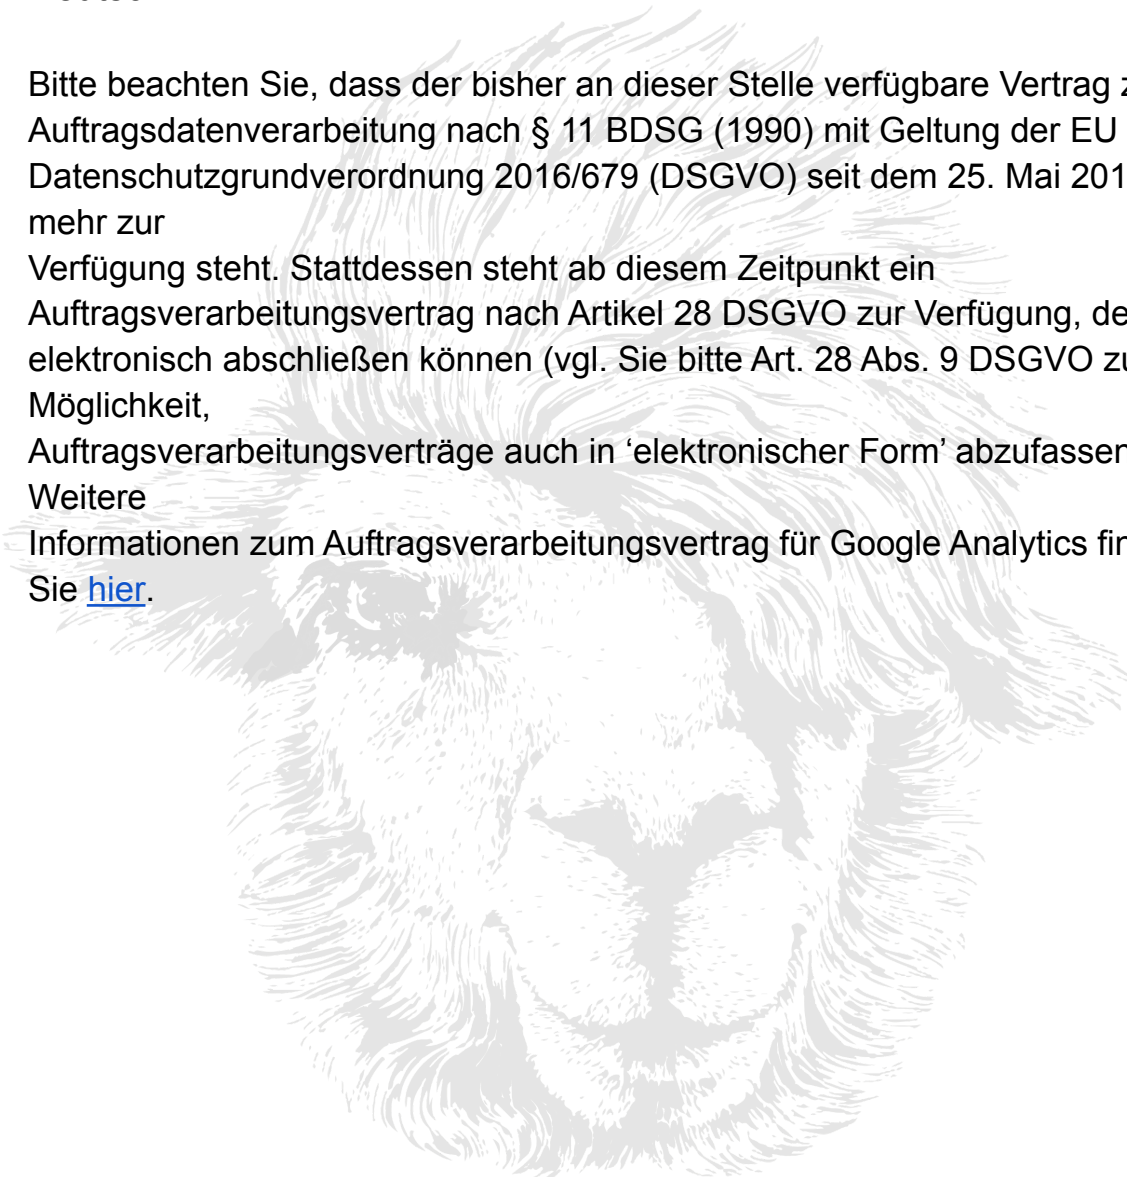 Bitte beachten Sie, dass der bisher an dieser Stelle verfügbare Vertrag
Auftragsdatenverarbeitung nach § 11 BDSG (1990) mit Geltung der EU
Datenschutzgrundverordnung 2016/679 (DSGVO) seit dem 25. Mai
mehr zur
Verfügung steht. Stattdessen steht ab diesem Zeitpunkt ein
Auftragsverarbeitungsvertrag nach Artikel 28 DSGVO zur Verfügung,
elektronisch abschließen können (vgl. Sie bitte Art. 28 Abs. 9 DSGVO
Möglichkeit,
Auftragsverarbeitungsverträge auch in ‘elektronischer Form’ abzufassen
Weitere
Informationen zum Auftragsverarbeitungsvertrag für Google Analytics
Sie hier.